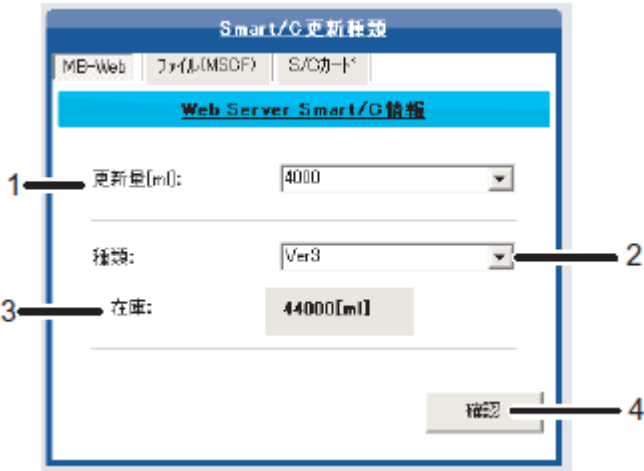 Smart/C更新種類
MB-Web ファイル(MSCF) S/Cカード
Web Server Smart/C情報
1 更新量[ml]: 4000
種類: Ver3 2
3 在庫: 44000[ml]
確認 4